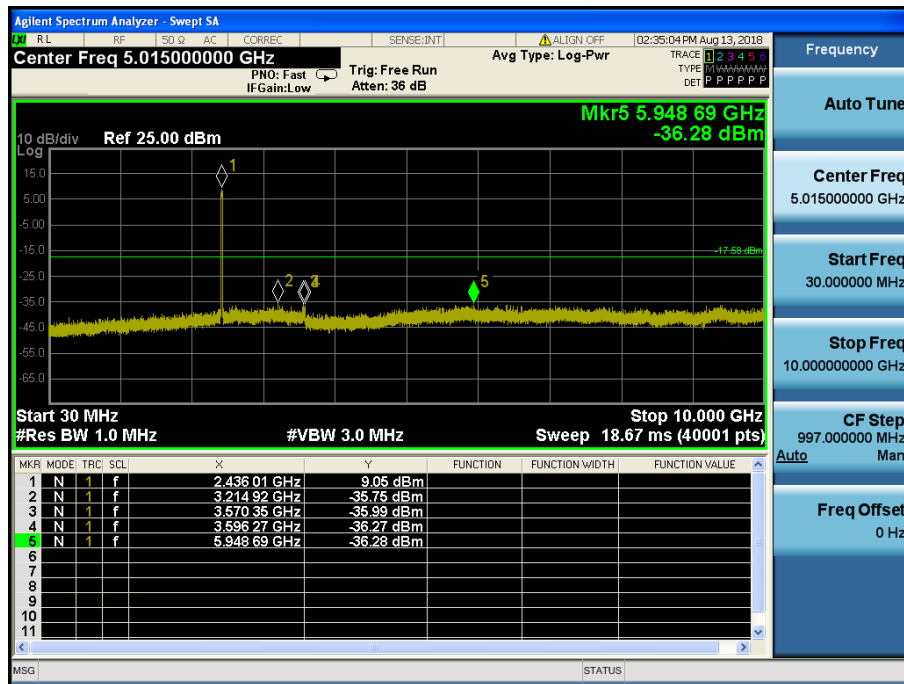 Agilent Spectrum Analyzer - Swept SA
LXI RL RF 50 Ω AC CORREC SENSE:INT ALIGN OFF 02:35:04 PM Aug 13, 2018
Center Freq 5.015000000 GHz
PNO: Fast
IFGain:Low
Trig: Free Run
Atten: 36 dB
Avg Type: Log-Pwr
TRACE 1 2 3 4 5 6
TYPE M W W W W W
DET P P P P P P
Mkr5 5.948 69 GHz
-36.28 dBm
10 dB/div Ref 25.00 dBm
Log
15.0
5.00
-5.00
-15.0
-25.0
-35.0
-45.0
-55.0
-65.0
1
2
5
-17.58 dBm
Start 30 MHz Stop 10.000 GHz
#Res BW 1.0 MHz #VBW 3.0 MHz Sweep 18.67 ms (40001 pts)
MKR MODE TRC SCL X Y FUNCTION FUNCTION WIDTH FUNCTION VALUE
1 N 1 f 2.436 01 GHz 9.05 dBm
2 N 1 f 3.214 92 GHz -35.75 dBm
3 N 1 f 3.570 35 GHz -35.99 dBm
4 N 1 f 3.596 27 GHz -36.27 dBm
5 N 1 f 5.948 69 GHz -36.28 dBm
6
7
8
9
10
11
MSG STATUS
Frequency
Auto Tune
Center Freq
5.015000000 GHz
Start Freq
30.000000 MHz
Stop Freq
10.000000000 GHz
CF Step
997.000000 MHz
Auto Man
Freq Offset
0 Hz